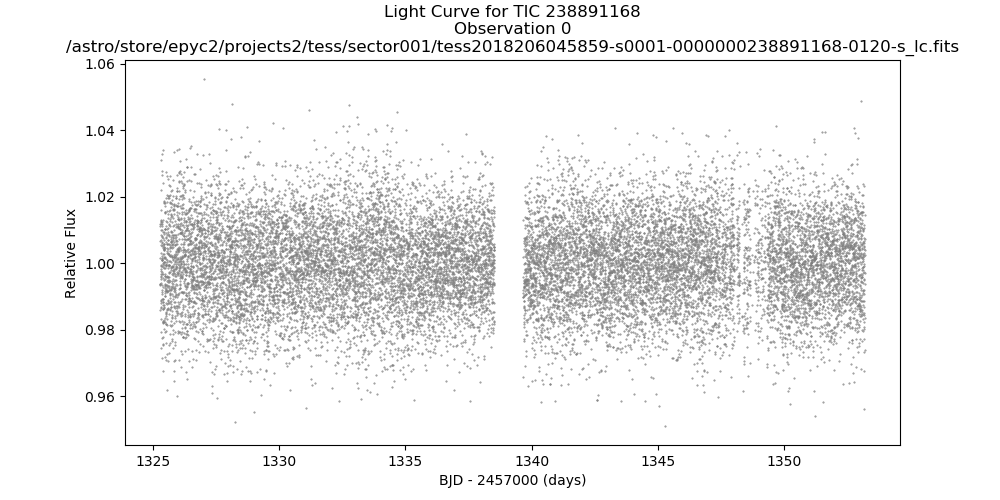 Light Curve for TIC 238891168
Observation 0
/astro/store/epyc2/projects2/tess/sector001/tess2018206045859-s0001-0000000238891168-0120-s_lc.fits
1.06
1.04
1.02
1.00
0.98
0.96
Relative Flux
1325
1330
1335
1340
1345
1350
BJD - 2457000 (days)